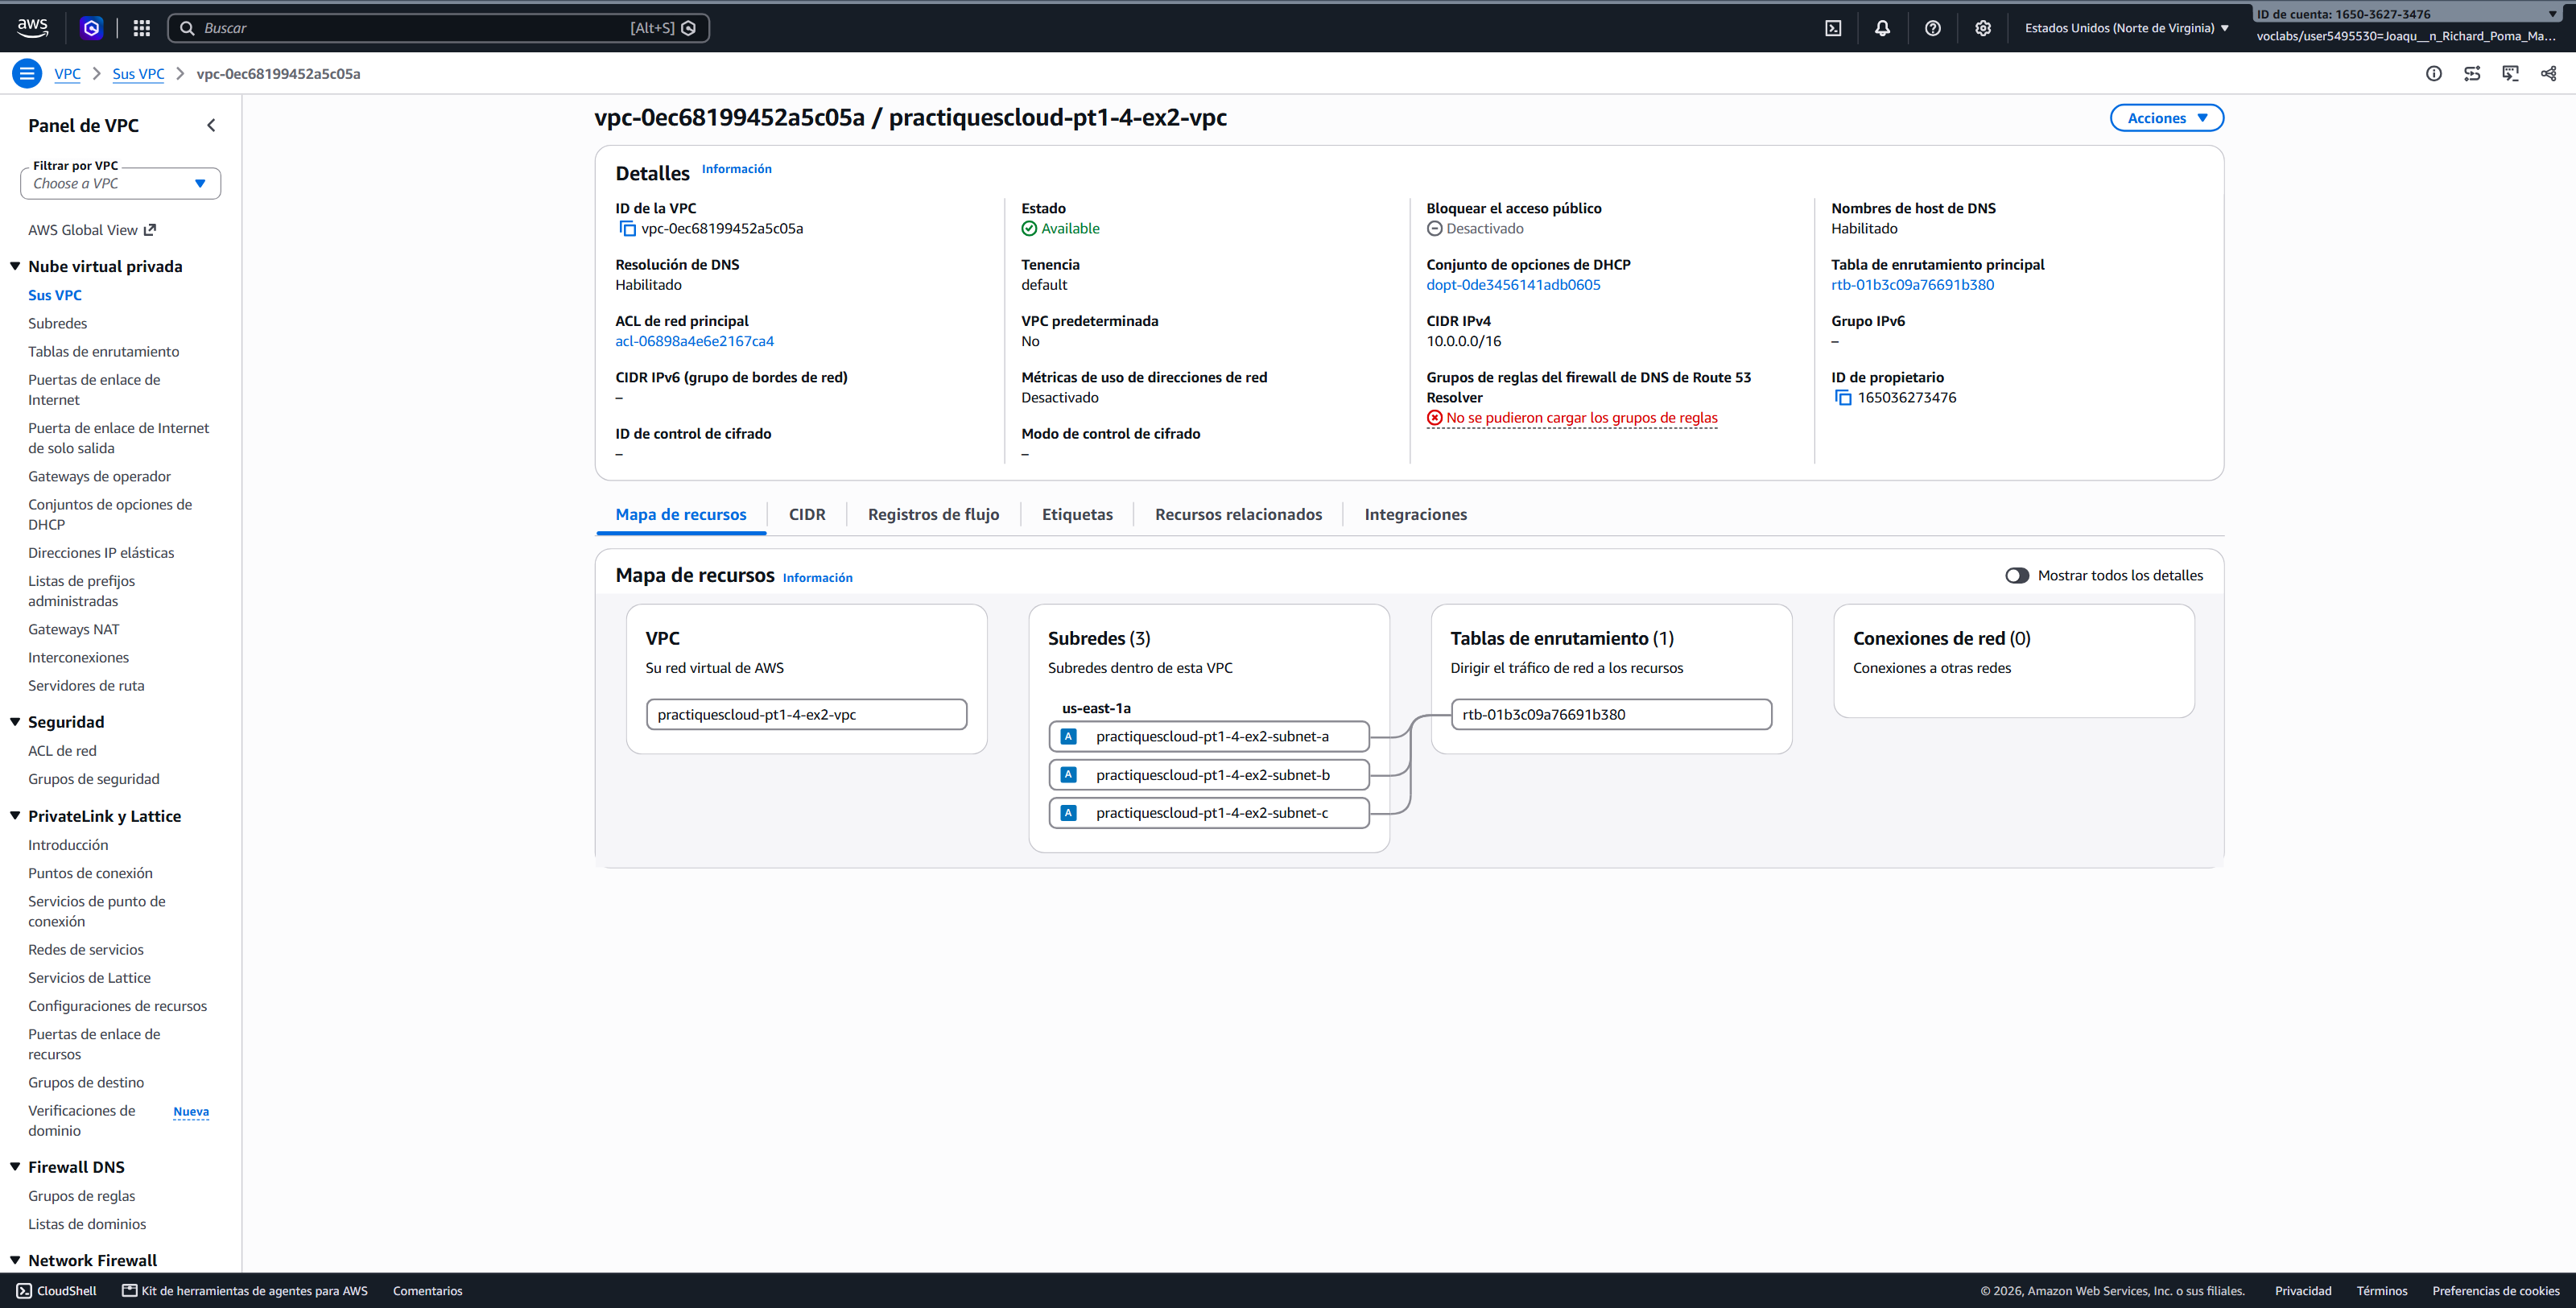 aws
Buscar
[Alt+S]
Estados Unidos (Norte de Virginia)
ID de cuenta: 1650-3627-3476
voclabs/user5495530=Joaqu__n_Richard_Poma_Ma...
VPC
Sus VPC
vpc-0ec68199452a5c05a
Panel de VPC
Filtrar por VPC
Choose a VPC
AWS Global View
Nube virtual privada
Sus VPC
Subredes
Tablas de enrutamiento
Puertas de enlace de
Internet
Puerta de enlace de Internet
de solo salida
Gateways de operador
Conjuntos de opciones de
DHCP
Direcciones IP elásticas
Listas de prefijos
administradas
Gateways NAT
Interconexiones
Servidores de ruta
Seguridad
ACL de red
Grupos de seguridad
PrivateLink y Lattice
Introducción
Puntos de conexión
Servicios de punto de
conexión
Redes de servicios
Servicios de Lattice
Configuraciones de recursos
Puertas de enlace de
recursos
Grupos de destino
Verificaciones de
dominio
Nueva
Firewall DNS
Grupos de reglas
Listas de dominios
Network Firewall
vpc-0ec68199452a5c05a / practiquescloud-pt1-4-ex2-vpc
Acciones
Detalles
Información
ID de la VPC
vpc-0ec68199452a5c05a
Estado
Available
Bloquear el acceso público
Desactivado
Nombres de host de DNS
Habilitado
Resolución de DNS
Habilitado
Tenencia
default
Conjunto de opciones de DHCP
dopt-0de3456141adb0605
Tabla de enrutamiento principal
rtb-01b3c09a76691b380
ACL de red principal
acl-06898a4e6e2167ca4
VPC predeterminada
No
CIDR IPv4
10.0.0.0/16
Grupo IPv6
–
CIDR IPv6 (grupo de bordes de red)
–
Métricas de uso de direcciones de red
Desactivado
Grupos de reglas del firewall de DNS de Route 53
Resolver
No se pudieron cargar los grupos de reglas
ID de propietario
165036273476
ID de control de cifrado
–
Modo de control de cifrado
–
Mapa de recursos
CIDR
Registros de flujo
Etiquetas
Recursos relacionados
Integraciones
Mapa de recursos
Información
Mostrar todos los detalles
VPC
Su red virtual de AWS
practiquescloud-pt1-4-ex2-vpc
Subredes (3)
Subredes dentro de esta VPC
us-east-1a
A practiquescloud-pt1-4-ex2-subnet-a
A practiquescloud-pt1-4-ex2-subnet-b
A practiquescloud-pt1-4-ex2-subnet-c
Tablas de enrutamiento (1)
Dirigir el tráfico de red a los recursos
rtb-01b3c09a76691b380
Conexiones de red (0)
Conexiones a otras redes
CloudShell
Kit de herramientas de agentes para AWS
Comentarios
© 2026, Amazon Web Services, Inc. o sus filiales.
Privacidad
Términos
Preferencias de cookies